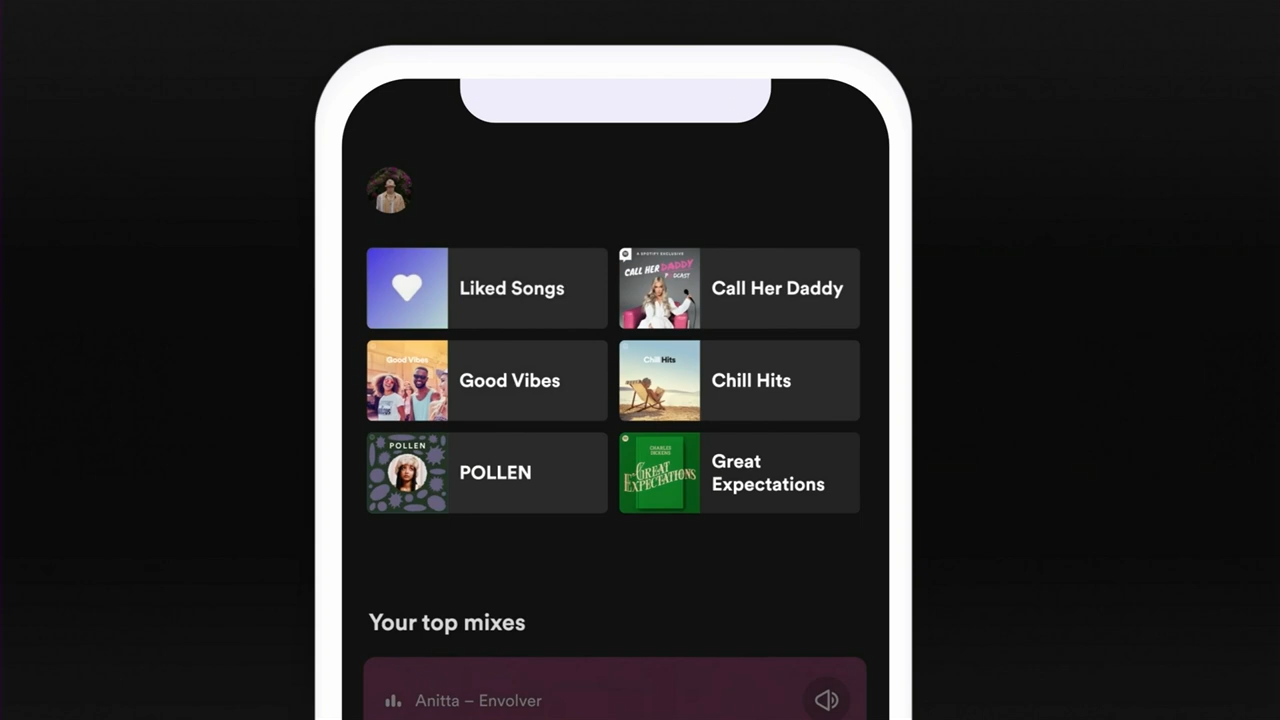 Liked Songs
A SPOTIFY EXCLUSIVE
CALL HER DADDY
PODCAST
Call Her Daddy
Good Vibes
Good Vibes
Chill Hits
Chill Hits
POLLEN
POLLEN
CHARLES
DICKENS
GREAT
EXPECTATIONS
Great
Expectations
Your top mixes
Anitta – Envolver